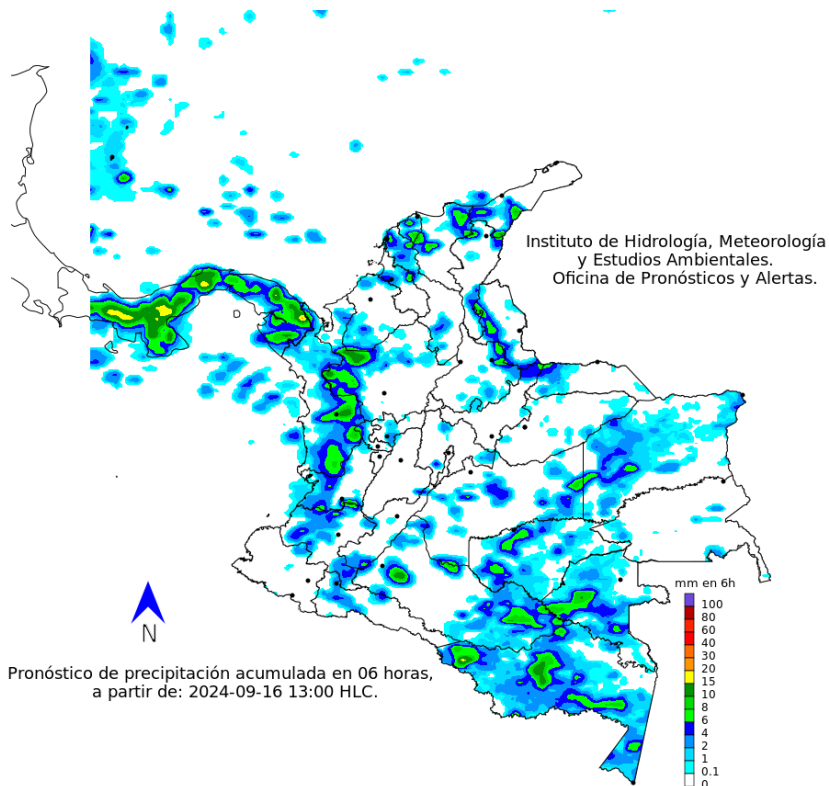 Instituto de Hidrología, Meteorología
y Estudios Ambientales.
Oficina de Pronósticos y Alertas.
mm en 6h
100
80
60
40
30
20
15
10
8
6
4
2
1
0.1
0
N
Pronóstico de precipitación acumulada en 06 horas,
a partir de: 2024-09-16 13:00 HLC.